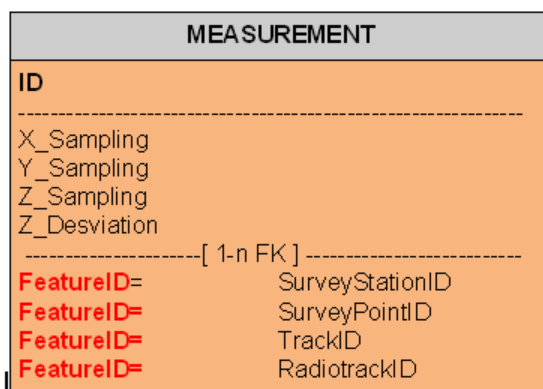 MEASUREMENT
ID
X_Sampling
Y_Sampling
Z_Sampling
Z_Desviation
[ 1-n FK ]
FeatureID= SurveyStationID
FeatureID= SurveyPointID
FeatureID= TrackID
FeatureID= RadiotrackID